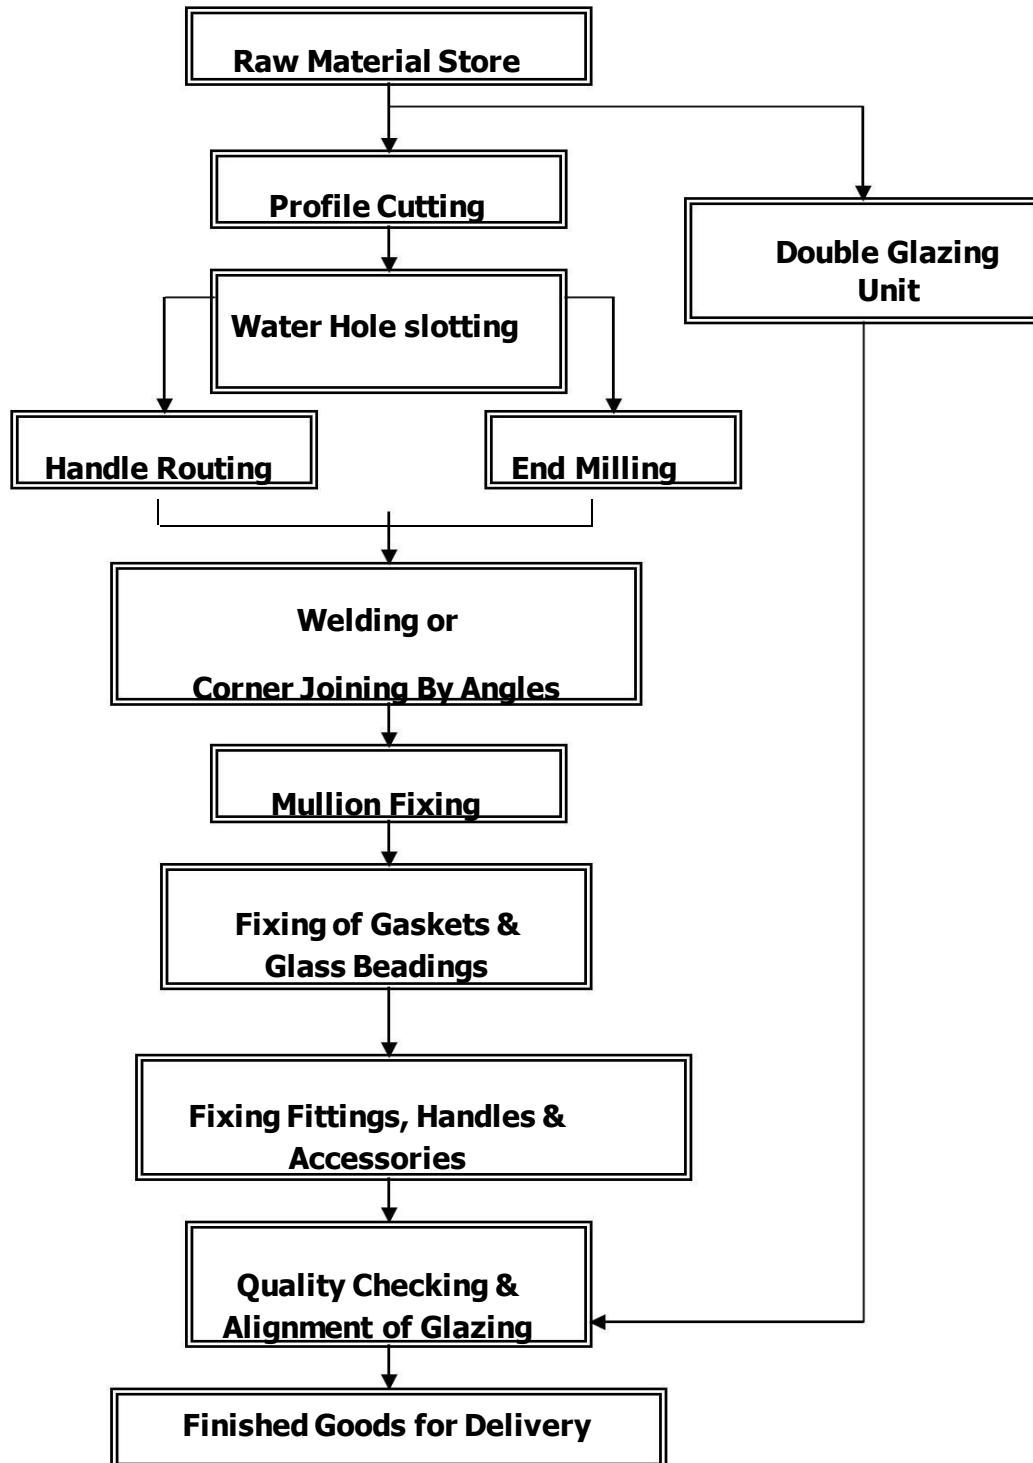 Raw Material Store
Profile Cutting
Double Glazing
Unit
Water Hole slotting
Handle Routing
End Milling
Welding or
Corner Joining By Angles
Mullion Fixing
Fixing of Gaskets &
Glass Beadings
Fixing Fittings, Handles &
Accessories
Quality Checking &
Alignment of Glazing
Finished Goods for Delivery